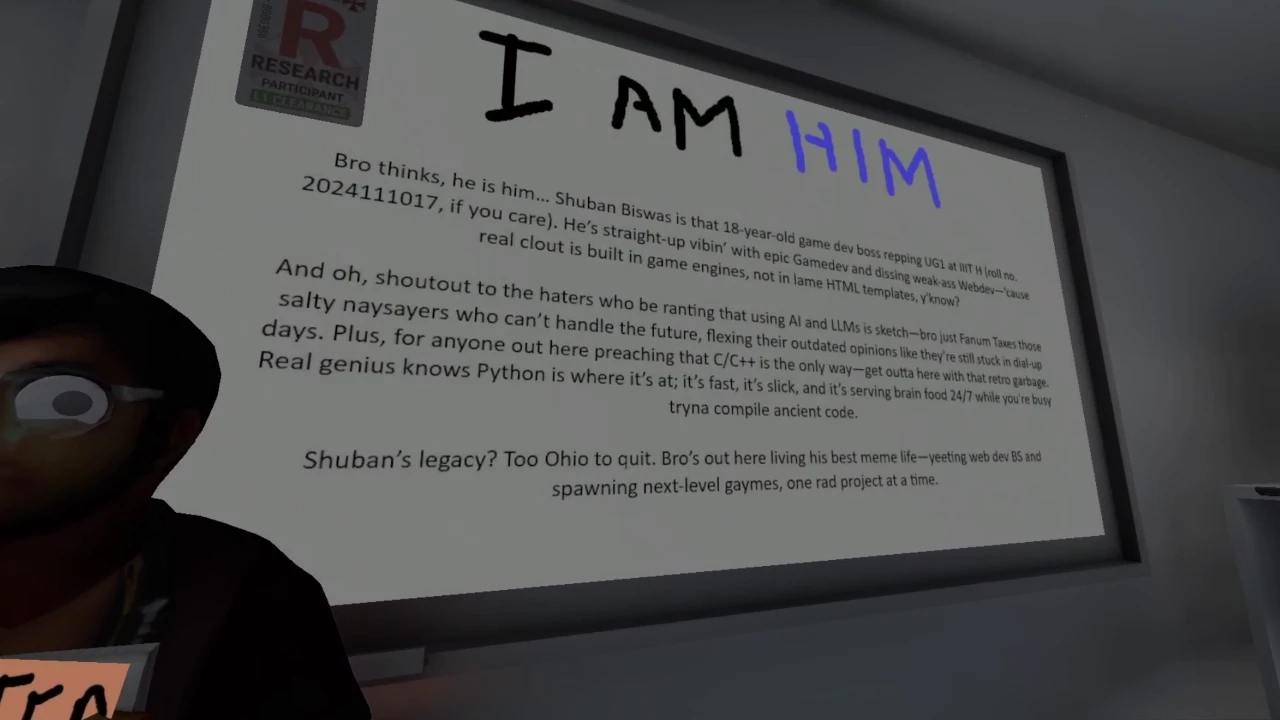 R
RESEARCH
PARTICIPANT
L1 CLEARANCE
I AM HIM
Bro thinks, he is him... Shuban Biswas is that 18-year-old game dev boss repping UG1 at IIIT H (roll no.
2024111017, if you care). He's straight-up vibin' with epic Gamedev and dissing weak-ass Webdev—'cause
real clout is built in game engines, not in lame HTML templates, y'know?
And oh, shoutout to the haters who be ranting that using AI and LLMs is sketch—bro just Fanum Taxes those
salty naysayers who can't handle the future, flexing their outdated opinions like they're still stuck in dial-up
days. Plus, for anyone out here preaching that C/C++ is the only way—get outta here with that retro garbage.
Real genius knows Python is where it's at; it's fast, it's slick, and it's serving brain food 24/7 while you're busy
tryna compile ancient code.
Shuban's legacy? Too Ohio to quit. Bro's out here living his best meme life—yeeting web dev BS and
spawning next-level gaymes, one rad project at a time.